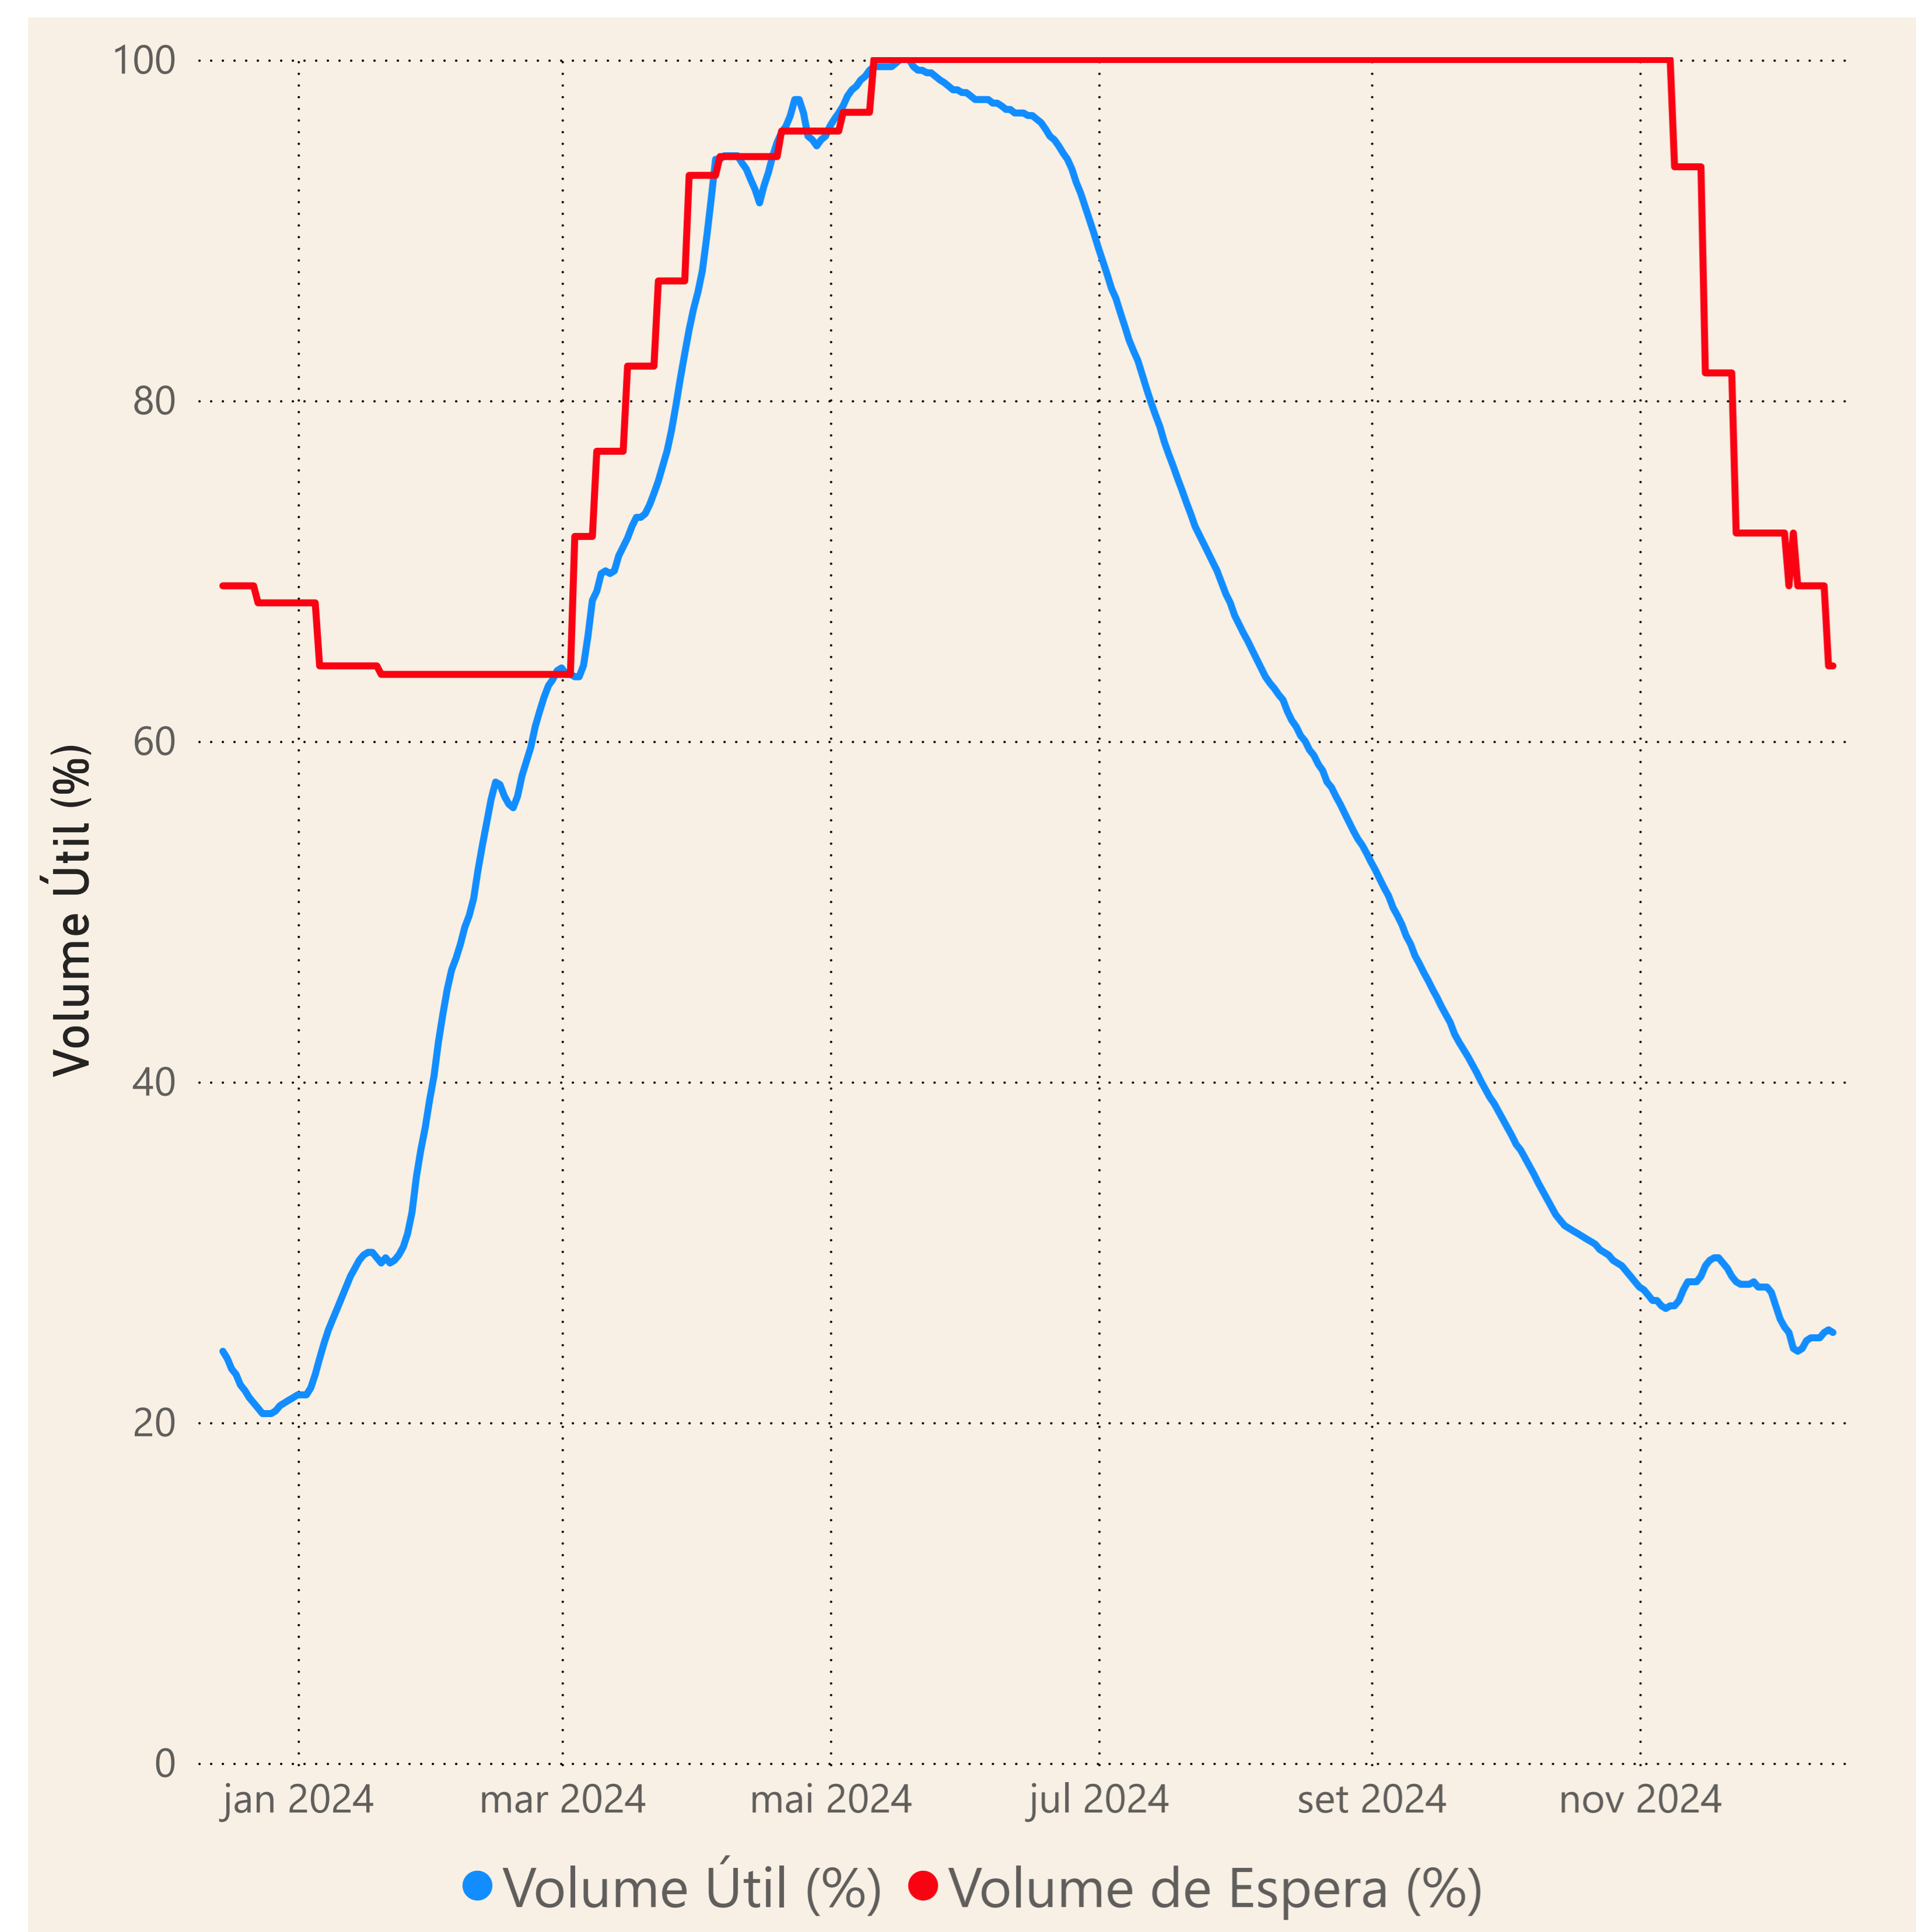 Volume Útil (%)
100
80
60
40
20
0
jan 2024 mar 2024 mai 2024 jul 2024 set 2024 nov 2024
Volume Útil (%) Volume de Espera (%)